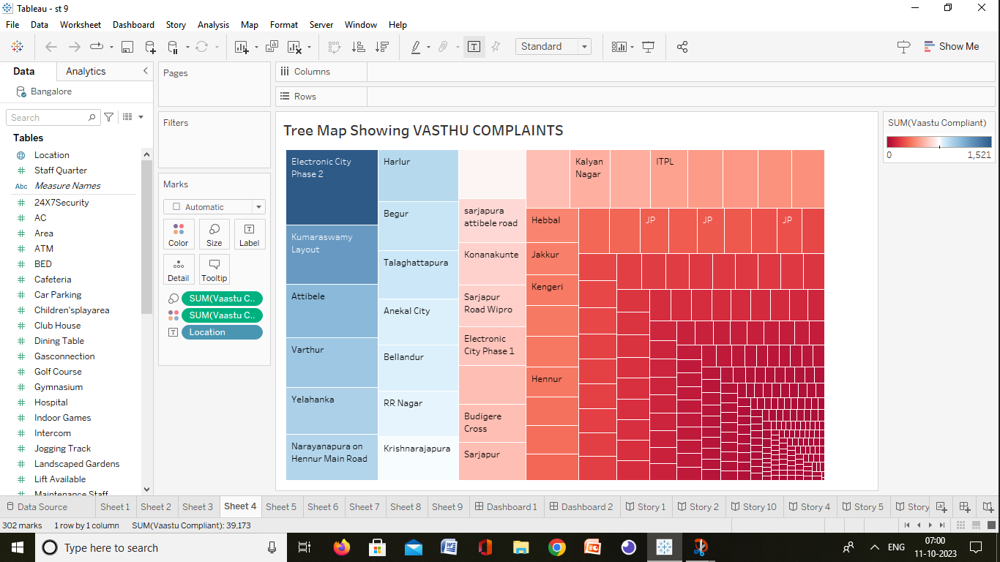 Tableau - st 9
File Data Worksheet Dashboard Story Analysis Map Format Server Window Help
Standard
Show Me
Data Analytics
Bangalore
Search
Tables
Location
Staff Quarter
Abc Measure Names
24X7Security
AC
Area
ATM
BED
Cafeteria
Car Parking
Children'splayarea
Club House
Dining Table
Gasconnection
Golf Course
Gymnasium
Hospital
Indoor Games
Intercom
Jogging Track
Landscaped Gardens
Lift Available
Maintenance Staff
Pages
Filters
Marks
Automatic
Color Size Label
Detail Tooltip
SUM(Vaastu C..
SUM(Vaastu C..
Location
Columns
Rows
Tree Map Showing VASTHU COMPLAINTS
Electronic City
Phase 2
Kumaraswamy
Layout
Attibele
Varthur
Yelahanka
Narayanapura on
Hennur Main Road
Harlur
Begur
Talaghattapura
Anekal City
Bellandur
RR Nagar
Krishnarajapura
sarjapura
attibele road
Konanakunte
Sarjapur
Road Wipro
Electronic
City Phase 1
Budigere
Cross
Sarjapur
Kalyan
Nagar
ITPL
Hebbal
Jakkur
Kengeri
Hennur
JP
JP
JP
SUM(Vaastu Compliant)
0 1,521
Data Source Sheet 1 Sheet 2 Sheet 3 Sheet 4 Sheet 5 Sheet 6 Sheet 7 Sheet 8 Sheet 9 Dashboard 1 Dashboard 2 Story 1 Story 2 Story 10 Story 4 Story 5 Story
302 marks 1 row by 1 column SUM(Vaastu Compliant): 39,173
Type here to search
ENG
07:00
11-10-2023